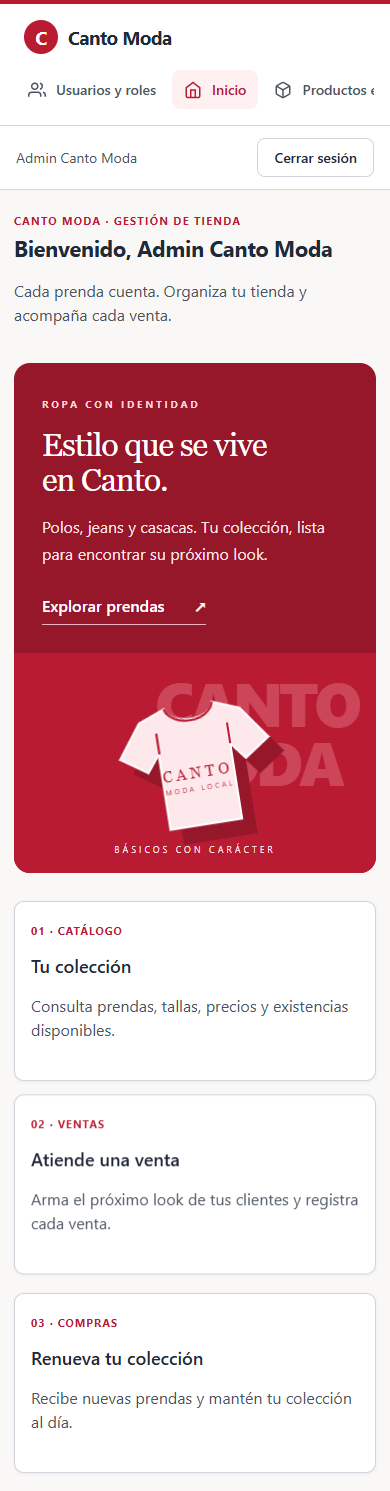 C Canto Moda
Usuarios y roles Inicio Productos e
Admin Canto Moda Cerrar sesión
CANTO MODA · GESTIÓN DE TIENDA
Bienvenido, Admin Canto Moda
Cada prenda cuenta. Organiza tu tienda y
acompaña cada venta.
ROPA CON IDENTIDAD
Estilo que se vive
en Canto.
Polos, jeans y casacas. Tu colección, lista
para encontrar su próximo look.
Explorar prendas ↗
CANTO
ODA
CANTO
MODA LOCAL
BÁSICOS CON CARÁCTER
01 · CATÁLOGO
Tu colección
Consulta prendas, tallas, precios y existencias
disponibles.
02 · VENTAS
Atiende una venta
Arma el próximo look de tus clientes y registra
cada venta.
03 · COMPRAS
Renueva tu colección
Recibe nuevas prendas y mantén tu colección
al día.